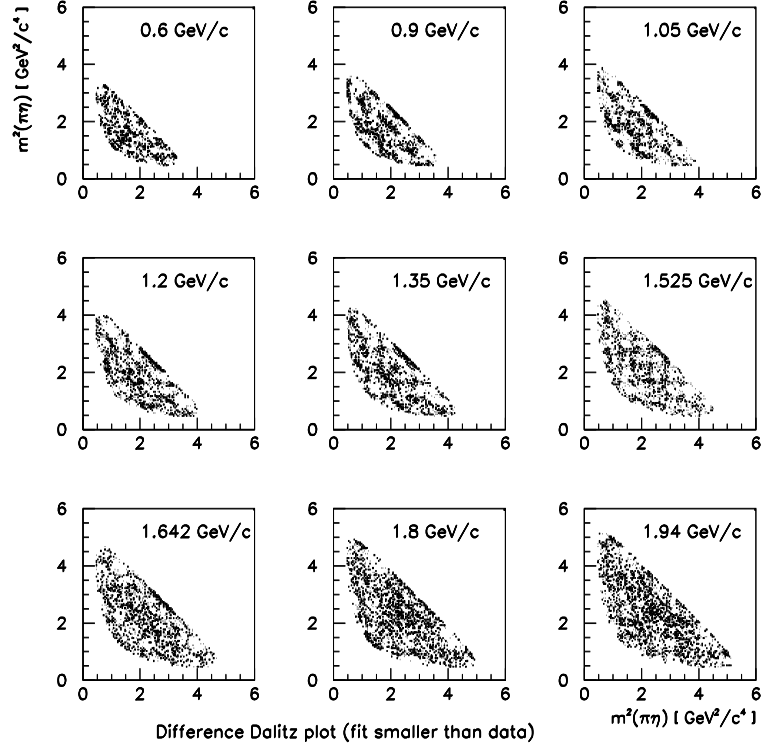 m²(πη) [ GeV²/c⁴ ]
6
4
2
0
0 2 4 6
0.6 GeV/c
6
4
2
0
0 2 4 6
0.9 GeV/c
6
4
2
0
0 2 4 6
1.05 GeV/c
6
4
2
0
0 2 4 6
1.2 GeV/c
6
4
2
0
0 2 4 6
1.35 GeV/c
6
4
2
0
0 2 4 6
1.525 GeV/c
6
4
2
0
0 2 4 6
1.642 GeV/c
6
4
2
0
0 2 4 6
1.8 GeV/c
6
4
2
0
0 2 4 6
1.94 GeV/c
m²(πη) [ GeV²/c⁴ ]
Difference Dalitz plot (fit smaller than data)